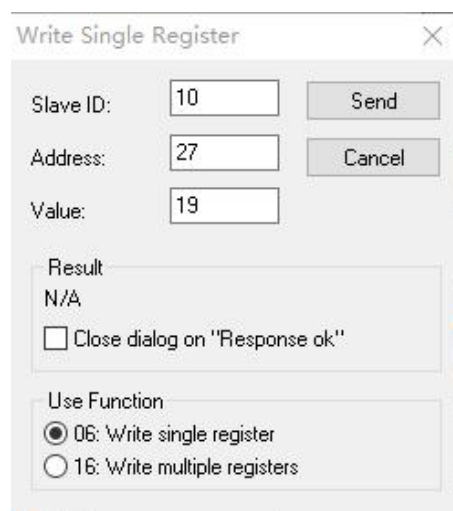 Write Single Register
Slave ID: 10 Send
Address: 27 Cancel
Value: 19
Result
N/A
Close dialog on "Response ok"
Use Function
06: Write single register
16: Write multiple registers